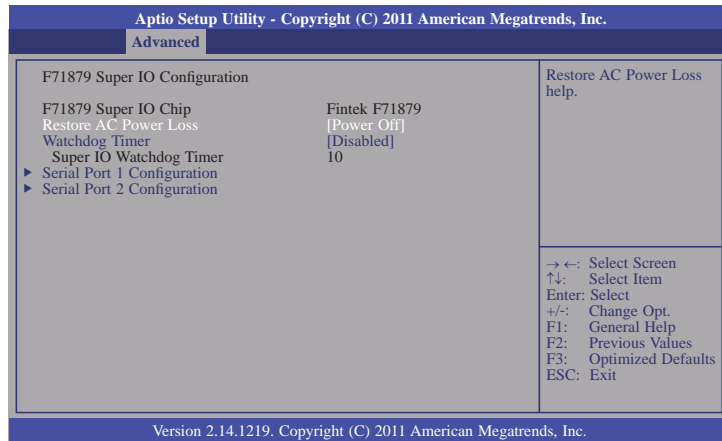 Aptio Setup Utility - Copyright (C) 2011 American Megatrends, Inc.
Advanced
F71879 Super IO Configuration
F71879 Super IO Chip Fintek F71879
Restore AC Power Loss [Power Off]
Watchdog Timer [Disabled]
Super IO Watchdog Timer 10
Serial Port 1 Configuration
Serial Port 2 Configuration
Restore AC Power Loss
help.
→ ←: Select Screen
↑↓: Select Item
Enter: Select
+/-: Change Opt.
F1: General Help
F2: Previous Values
F3: Optimized Defaults
ESC: Exit
Version 2.14.1219. Copyright (C) 2011 American Megatrends, Inc.